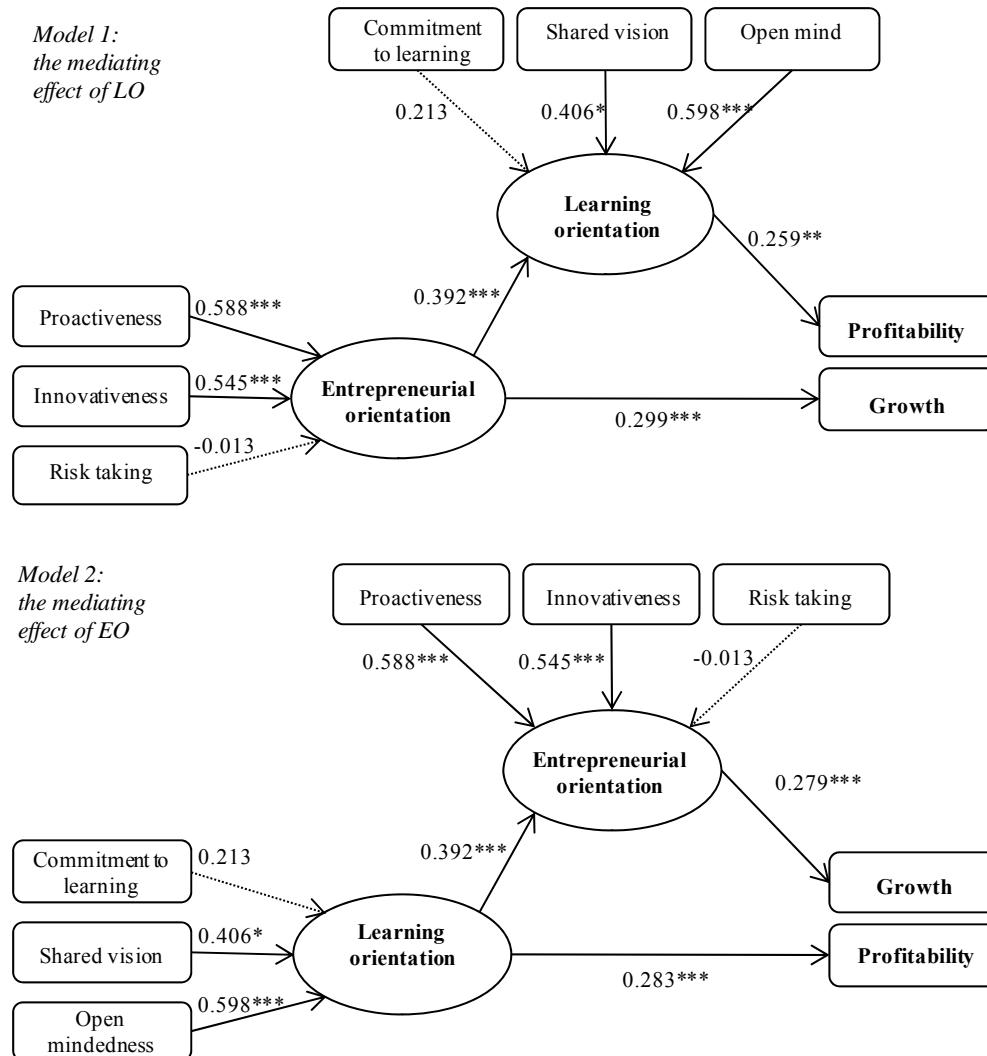 Model 1:
the mediating
effect of LO
Commitment
to learning
Shared vision
Open mind
0.213
0.406*
0.598***
Learning
orientation
0.259**
0.392***
Proactiveness
0.588***
Profitability
Innovativeness
0.545***
Entrepreneurial
orientation
0.299***
Growth
Risk taking
-0.013
Model 2:
the mediating
effect of EO
Proactiveness
Innovativeness
Risk taking
0.588***
0.545***
-0.013
Entrepreneurial
orientation
0.279***
0.392***
Commitment to
learning
0.213
Growth
Shared vision
0.406*
Learning
orientation
0.283***
Profitability
Open
mindedness
0.598***